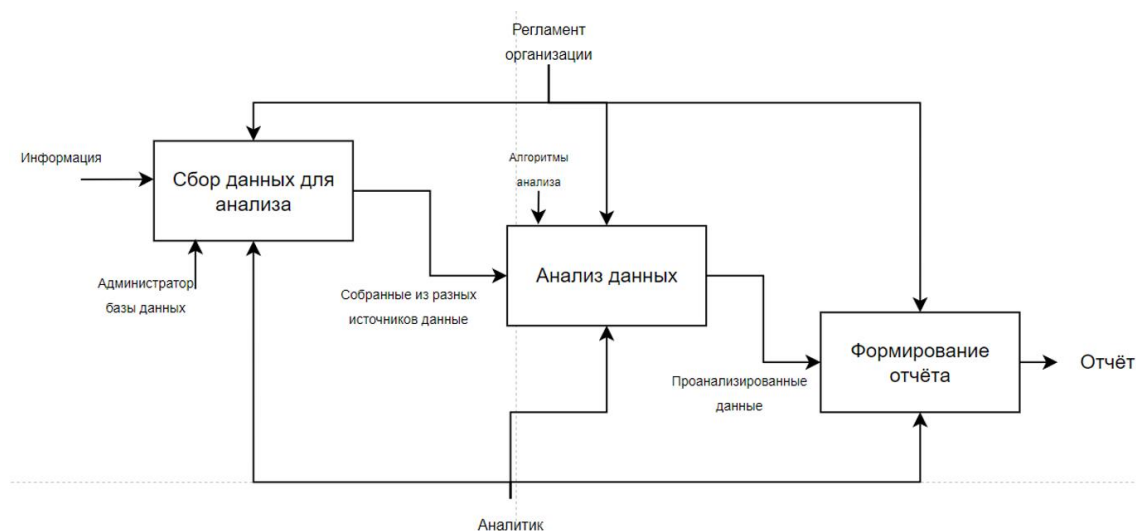 Регламент
организации
Информация
Сбор данных для
анализа
Алгоритмы
анализа
Администратор
базы данных
Собранные из разных
источников данные
Анализ данных
Проанализированные
данные
Формирование
отчёта
Отчёт
Аналитик